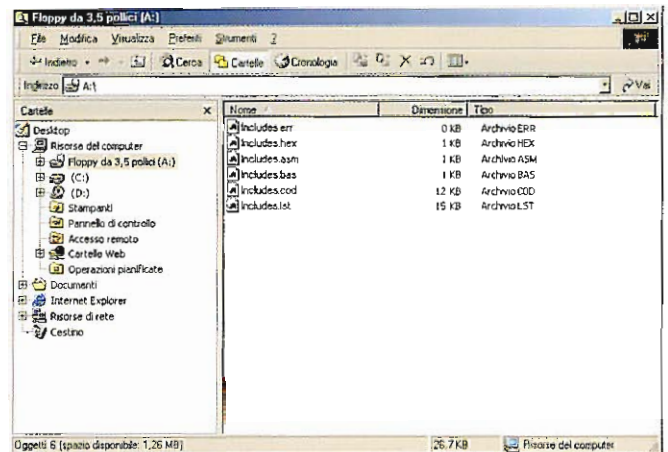 Floppy da 3,5 pollici (A:)
File Modifica Visualizza Preferiti Strumenti ?
Indietro Cerca Cartelle Cronologia
Indirizzo A:\ Vai
Cartelle
Desktop
Risorse del computer
Floppy da 3,5 pollici (A:)
(C:)
(D:)
Stampanti
Pannello di controllo
Accesso remoto
Cartelle Web
Operazioni pianificate
Documenti
Internet Explorer
Risorse di rete
Cestino
Nome Dimensione Tipo
Includes.err 0 KB Archivio ERR
Includes.hex 1 KB Archivio HEX
Includes.asm 1 KB Archivio ASM
Includes.bas 1 KB Archivio BAS
Includes.cod 12 KB Archivio COD
Includes.lst 15 KB Archivio LST
Oggetti 6 (spazio disponibile: 1,26 MB) 26,7 KB Risorse del computer